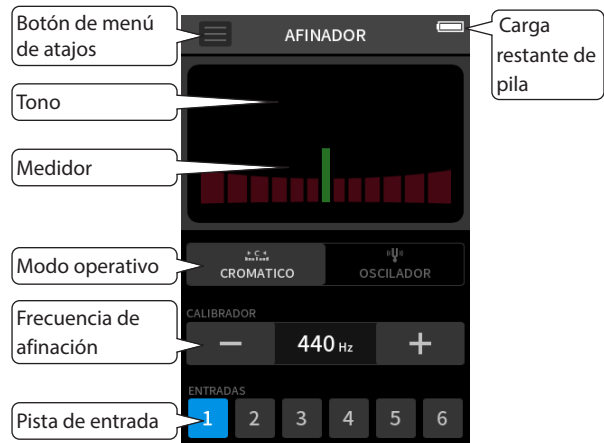 Botón de menú
de atajos
AFINADOR
Carga
restante de
pila
Tono
Medidor
Modo operativo
CROMATICO
OSCILADOR
Frecuencia de
afinación
CALIBRADOR
440 Hz
ENTRADAS
Pista de entrada
1 2 3 4 5 6